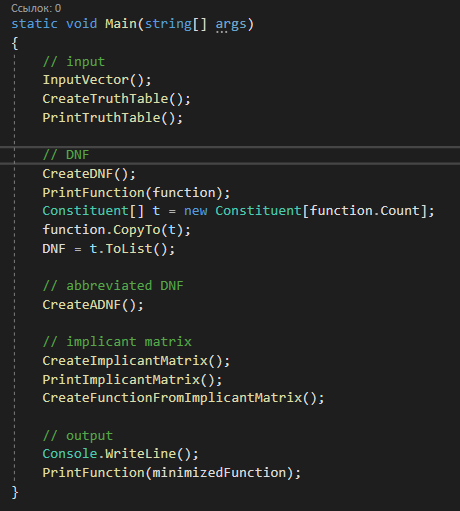 Ссылок: 0
static void Main(string[] args)
{
// input
InputVector();
CreateTruthTable();
PrintTruthTable();
// DNF
CreateDNF();
PrintFunction(function);
Constituent[] t = new Constituent[function.Count];
function.CopyTo(t);
DNF = t.ToList();
// abbreviated DNF
CreateADNF();
// implicant matrix
CreateImplicantMatrix();
PrintImplicantMatrix();
CreateFunctionFromImplicantMatrix();
// output
Console.WriteLine();
PrintFunction(minimizedFunction);
}